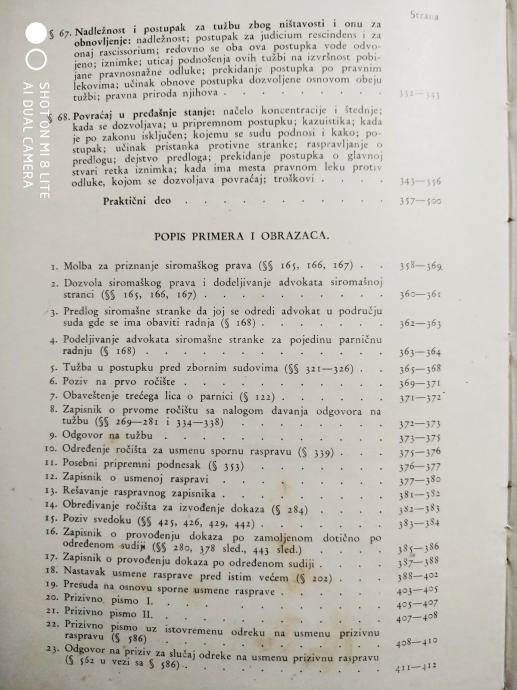 Strana
§ 67. Nadležnost i postupak za tužbu zbog ništavosti i onu za
obnovljenje: nadležnost; postupak za judicium rescindens i za
onaj rascissorium; redovno se oba ova postupka vode odvo-
jeno; iznimke; uticaj podnošenja ovih tužbi na izvršnost pobi-
jane pravnosnažne odluke; prekidanje postupka po pravnim
lekovima; učinak obnove postupka dozvoljene osnovom obeju
tužbi; pravna priroda njihova . . . . . . . . 332—343
§ 68. Povraćaj u pređašnje stanje: načelo koncentracije i štednje;
kada se dozvoljava; u pripremnom postupku; kazuistika; kada
je po zakonu isključen; kojemu se sudu podnosi i kako; po-
stupak; učinak pristanka protivne stranke; raspravljanje o
predlogu; dejstvo predloga; prekidanje postupka o glavnoj
stvari retka iznimka; kada ima mesta pravnom leku protiv
odluke, kojom se dozvoljava povraćaj; troškovi . . . . 343—356
Praktični deo . . . . . . . . 357—500
POPIS PRIMERA I OBRAZACA.
1. Molba za priznanje siromaškog prava (§§ 165, 166, 167) . . 358—369
2. Dozvola siromaškog prava i dodeljivanje advokata siromašnoj
stranci (§§ 165, 166, 167) . . . . . . . . 360—361
3. Predlog siromašne stranke da joj se odredi advokat u području
suda gde se ima obaviti radnja (§ 168) . . . . . . 362—363
4. Podeljivanje advokata siromašne stranke za pojedinu parničnu
radnju (§ 168) . . . . . . . . . . 363—364
5. Tužba u postupku pred zbornim sudovima (§§ 321—326) . . . 365—368
6. Poziv na prvo ročište . . . . . . . . 369—371
7. Obaveštenje trećega lica o parnici (§ 122) . . . . . 371—372
8. Zapisnik o prvome ročištu sa nalogom davanja odgovora na
tužbu (§§ 269—281 i 334—338) . . . . . . . 372—373
9. Odgovor na tužbu . . . . . . . . . 373—375
10. Određenje ročišta za usmenu spornu raspravu (§ 339) . . . 375—376
11. Posebni pripremni podnesak (§ 353) . . . . . . 376—377
12. Zapisnik o usmenoj raspravi . . . . . . . 377—380
13. Rešavanje raspravnog zapisnika . . . . . . . 381—382
14. Obređivanje ročišta za izvođenje dokaza (§ 284) . . . . 382—383
15. Poziv svedoku (§§ 425, 426, 429, 442) . . . . . . 383—384
16. Zapisnik o provođenju dokaza po zamoljenom dotično po
određenom sudiji (§§ 280, 378 sled., 443 sled.) . . . . 385—386
17. Zapisnik o provođenju dokaza po određenom sudiji . . . . 387—388
18. Nastavak usmene rasprave pred istim većem (§ 202) . . . 388—402
19. Presuda na osnovu sporne usmene rasprave . . . . . 403—405
20. Prizivno pismo I. . . . . . . . . . 405—407
21. Prizivno pismo II. . . . . . . . . . 407—408
22. Prizivno pismo uz istovremenu odreku na usmenu prizivnu
raspravu (§ 586) . . . . . . . . . . 408—410
23. Odgovor na priziv za slučaj odreke na usmenu prizivnu raspravu
(§ 562 u vezi sa § 586) . . . . . . . . . 411—412
SHOT ON MI 8 LITE
AI DUAL CAMERA